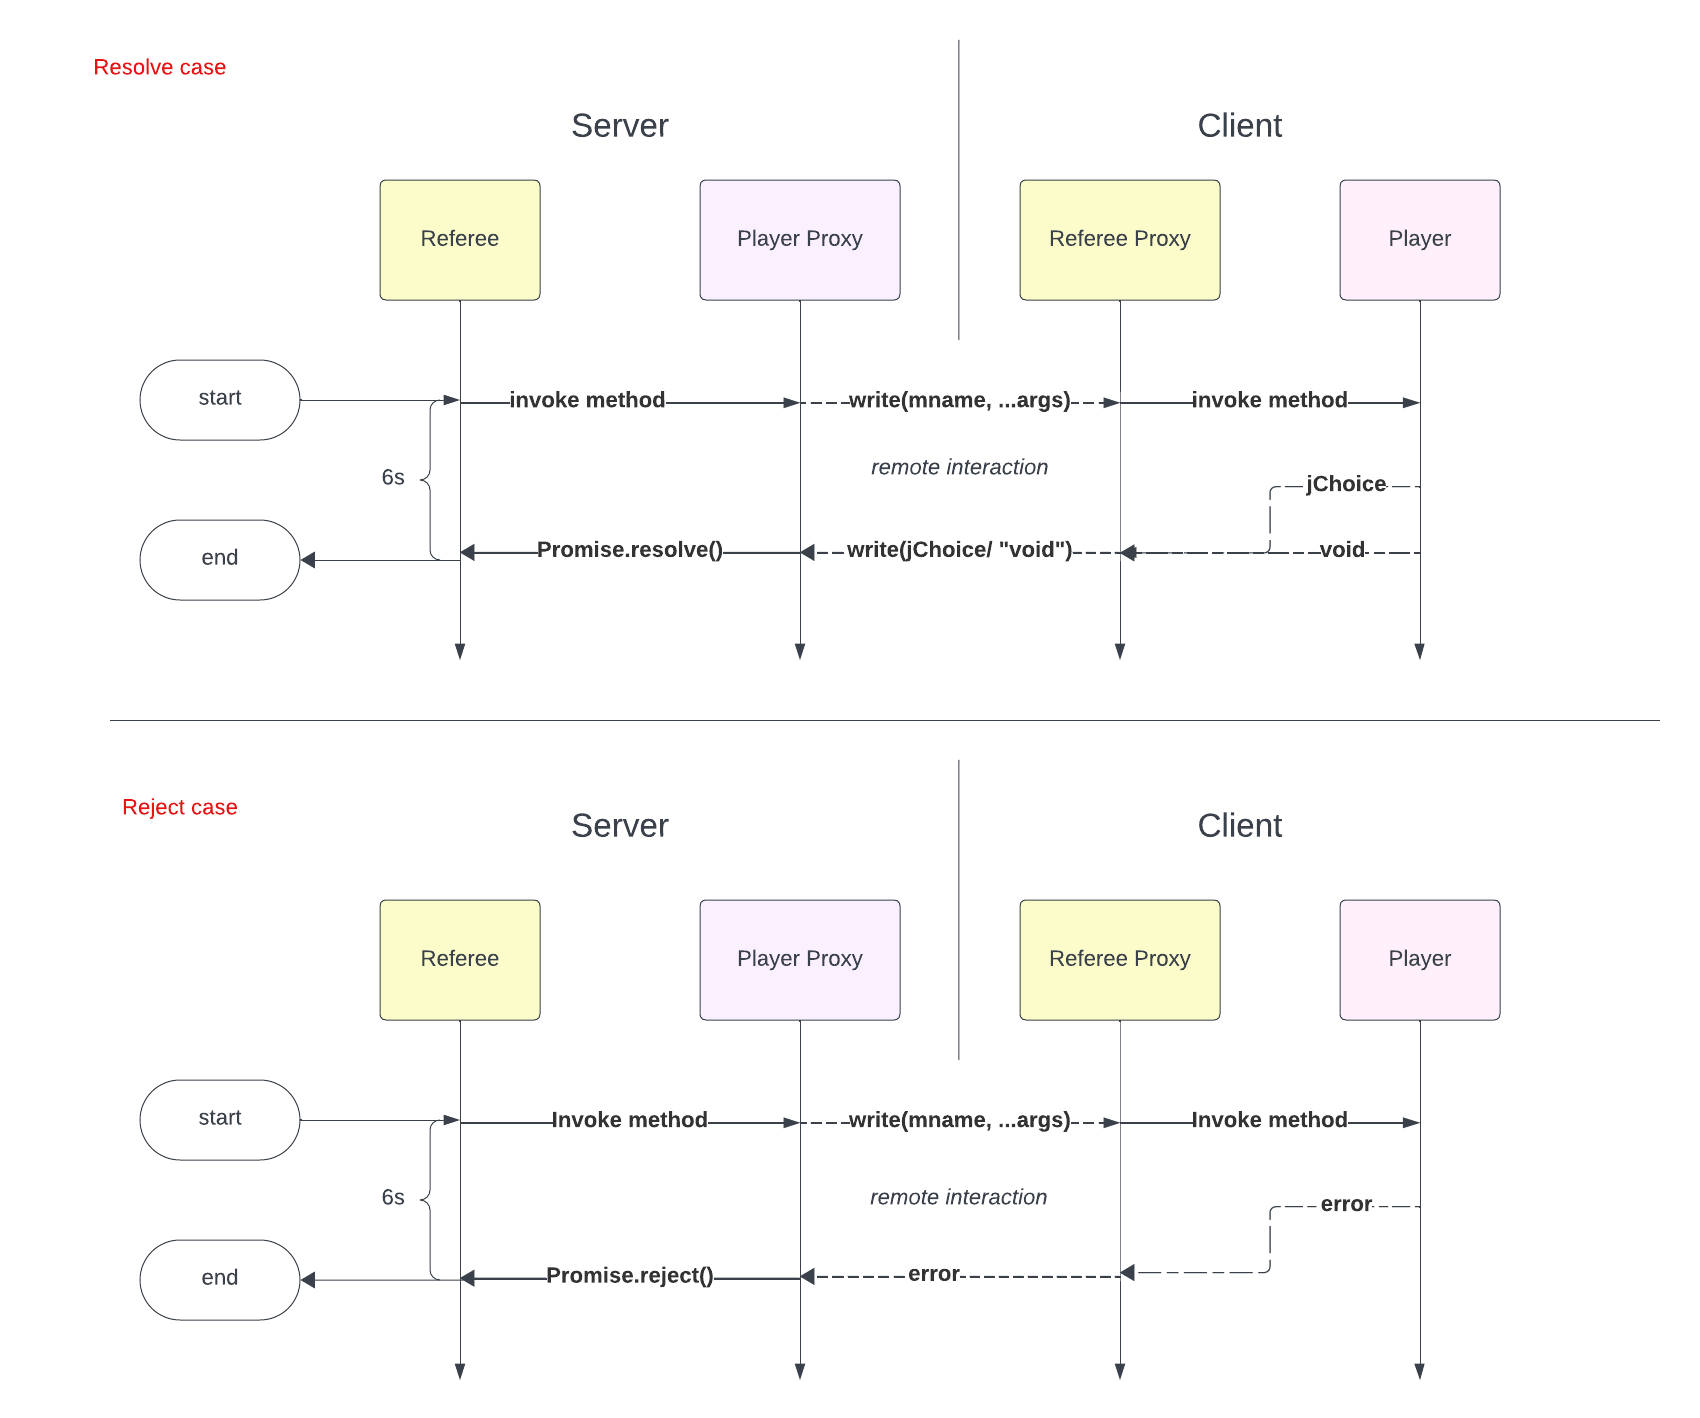 Resolve case
Server
Client
Referee
Player Proxy
Referee Proxy
Player
start
invoke method
write(mname, ...args)
invoke method
6s
remote interaction
jChoice
end
Promise.resolve()
write(jChoice/ "void")
void
Reject case
Server
Client
Referee
Player Proxy
Referee Proxy
Player
start
Invoke method
write(mname, ...args)
Invoke method
6s
remote interaction
error
end
Promise.reject()
error